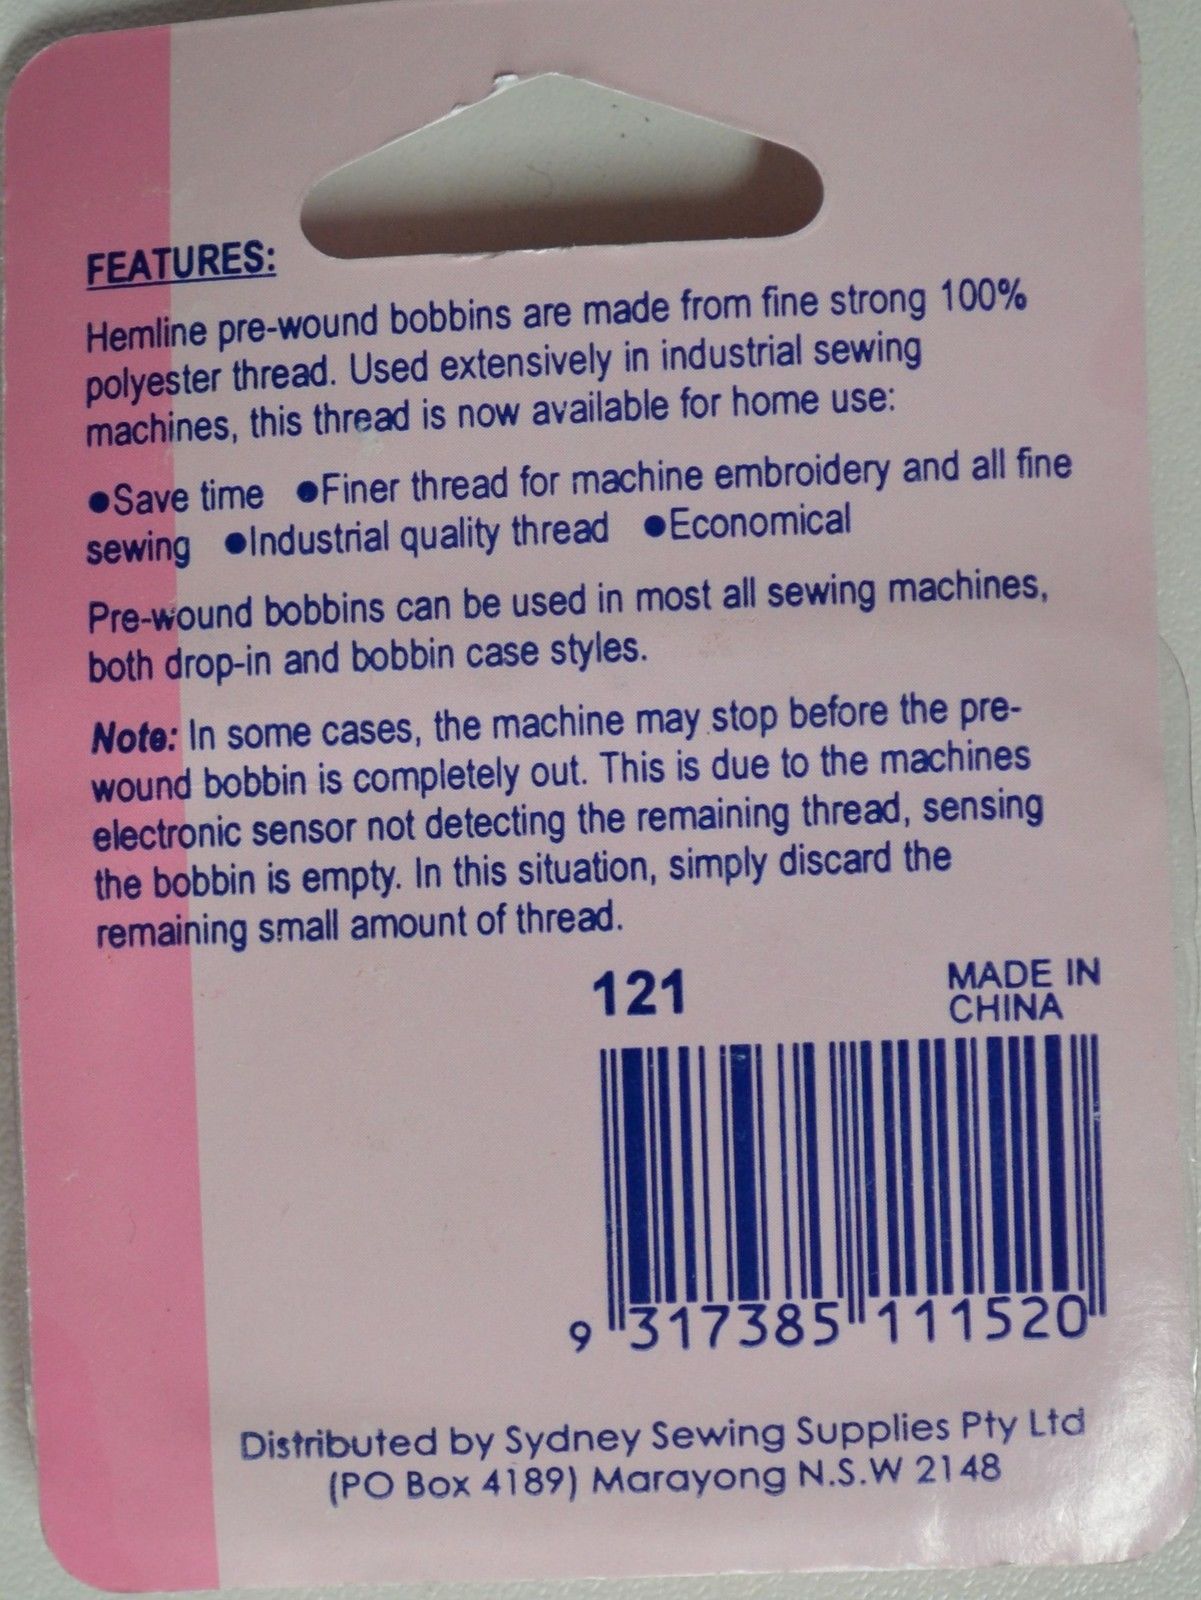 FEATURES:
Hemline pre-wound bobbins are made from fine strong 100%
polyester thread. Used extensively in industrial sewing
machines, this thread is now available for home use:
●Save time ●Finer thread for machine embroidery and all fine
sewing ●Industrial quality thread ●Economical
Pre-wound bobbins can be used in most all sewing machines,
both drop-in and bobbin case styles.
Note: In some cases, the machine may stop before the pre-
wound bobbin is completely out. This is due to the machines
electronic sensor not detecting the remaining thread, sensing
the bobbin is empty. In this situation, simply discard the
remaining small amount of thread.
121
MADE IN
CHINA
9 317385 111520
Distributed by Sydney Sewing Supplies Pty Ltd
(PO Box 4189) Marayong N.S.W 2148